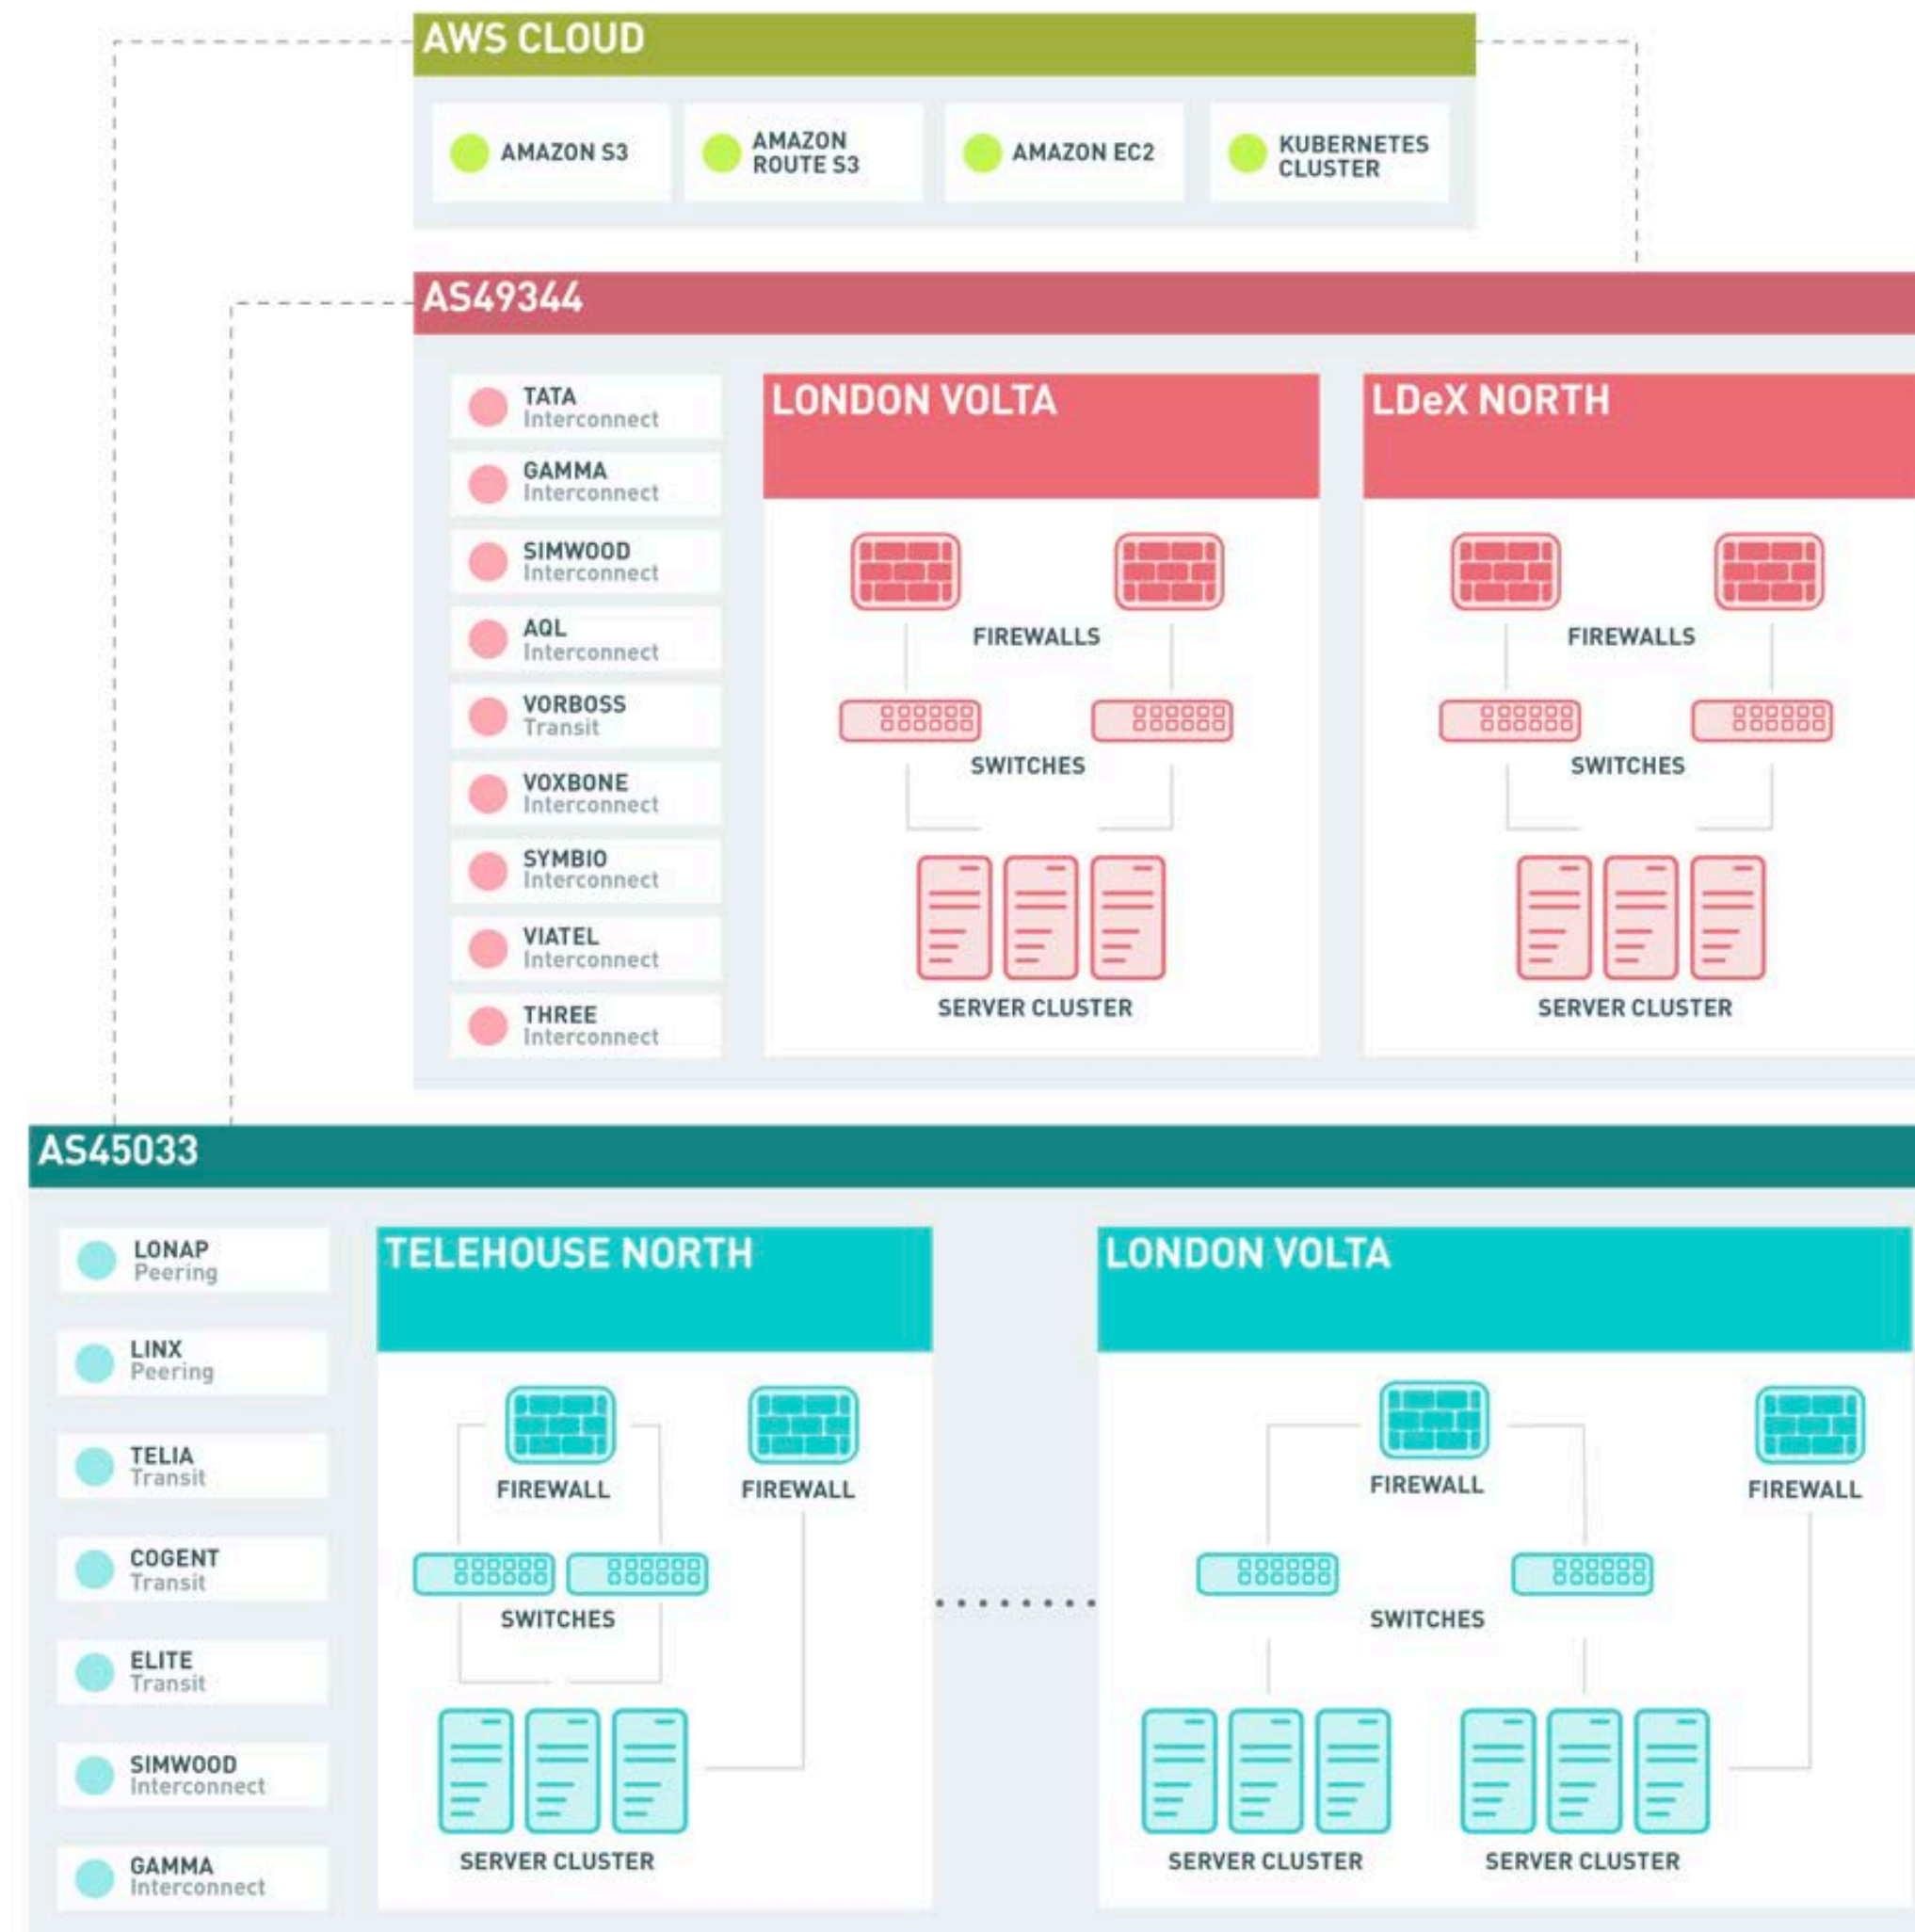 AWS CLOUD
AMAZON S3
AMAZON
ROUTE S3
AMAZON EC2
KUBERNETES
CLUSTER
AS49344
TATA
Interconnect
GAMMA
Interconnect
SIMWOOD
Interconnect
AQL
Interconnect
VORBOSS
Transit
VOXBONE
Interconnect
SYMBIO
Interconnect
VIATEL
Interconnect
THREE
Interconnect
LONDON VOLTA
FIREWALLS
SWITCHES
SERVER CLUSTER
LDeX NORTH
FIREWALLS
SWITCHES
SERVER CLUSTER
AS45033
LONAP
Peering
LINX
Peering
TELIA
Transit
COGENT
Transit
ELITE
Transit
SIMWOOD
Interconnect
GAMMA
Interconnect
TELEHOUSE NORTH
FIREWALL
FIREWALL
SWITCHES
SERVER CLUSTER
LONDON VOLTA
FIREWALL
FIREWALL
SWITCHES
SERVER CLUSTER
SERVER CLUSTER